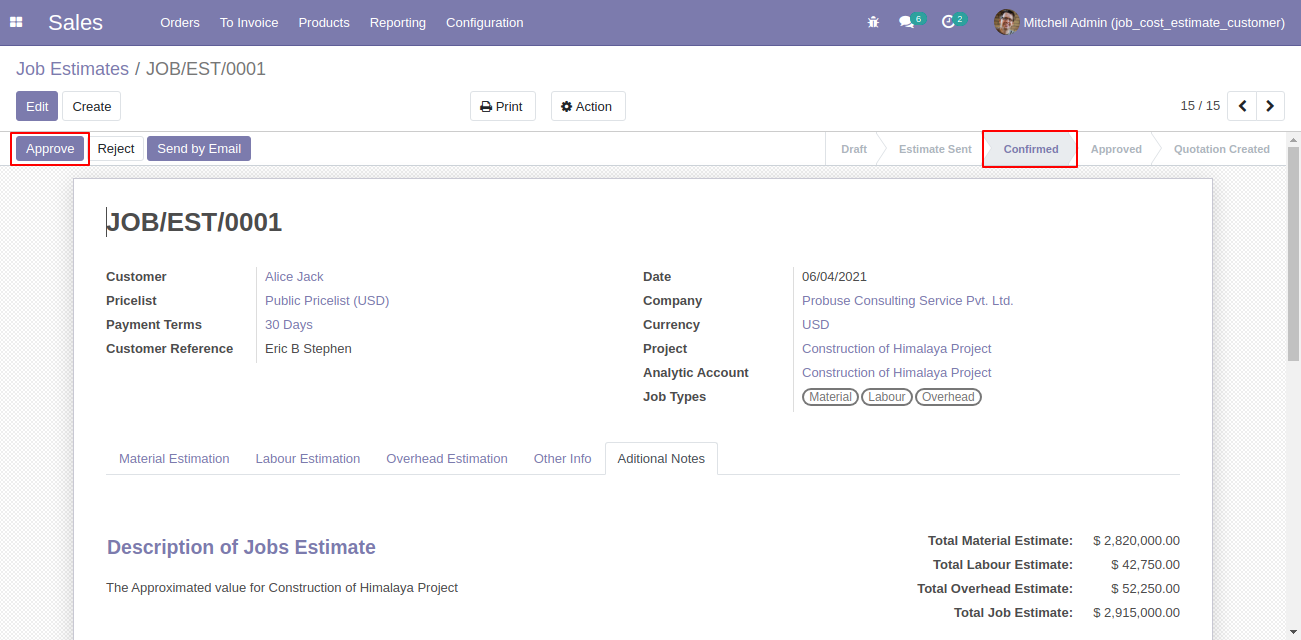 Sales Orders To Invoice Products Reporting Configuration 6 2 Mitchell Admin (job_cost_estimate_customer)
Job Estimates / JOB/EST/0001
Edit Create Print Action 15 / 15
Approve Reject Send by Email Draft Estimate Sent Confirmed Approved Quotation Created
JOB/EST/0001
Customer Alice Jack Date 06/04/2021
Pricelist Public Pricelist (USD) Company Probuse Consulting Service Pvt. Ltd.
Payment Terms 30 Days Currency USD
Customer Reference Eric B Stephen Project Construction of Himalaya Project
Analytic Account Construction of Himalaya Project
Job Types Material Labour Overhead
Material Estimation Labour Estimation Overhead Estimation Other Info Aditional Notes
Total Material Estimate: $ 2,820,000.00
Description of Jobs Estimate
Total Labour Estimate: $ 42,750.00
The Approximated value for Construction of Himalaya Project Total Overhead Estimate: $ 52,250.00
Total Job Estimate: $ 2,915,000.00